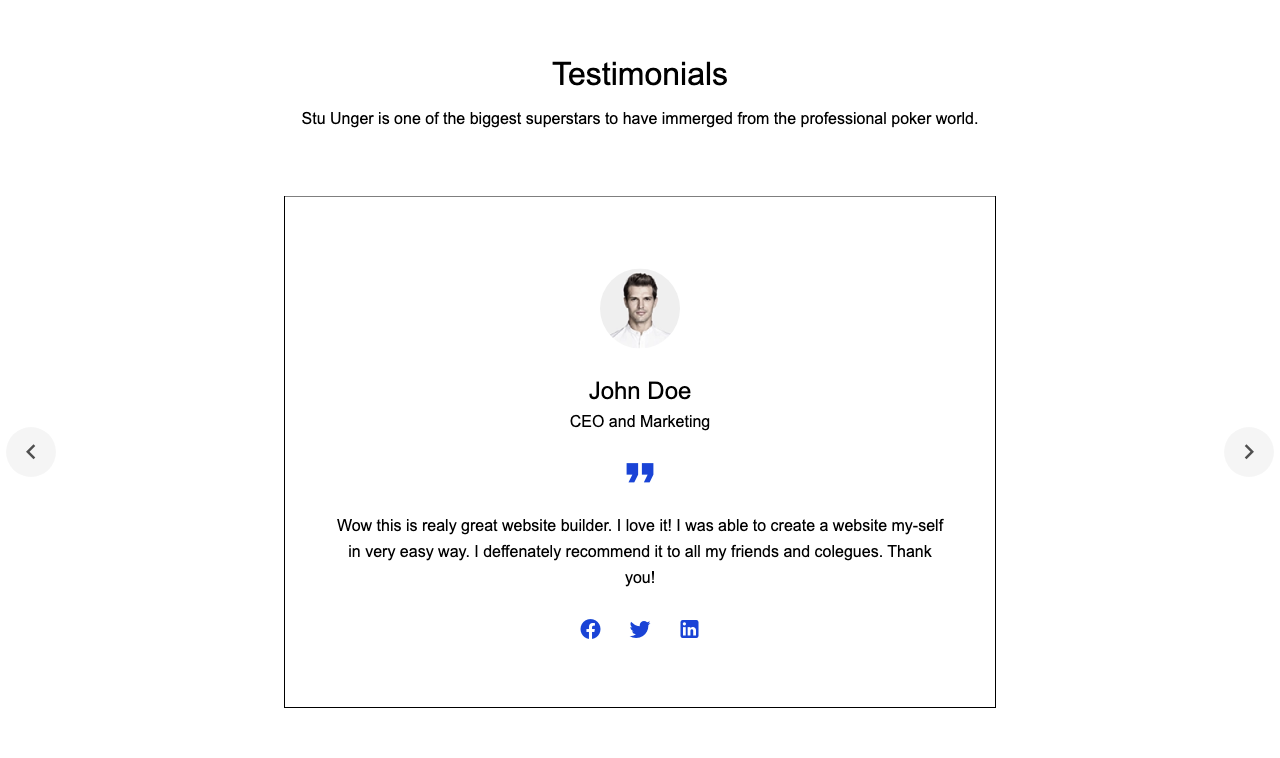 Testimonials
Stu Unger is one of the biggest superstars to have immerged from the professional poker world.
John Doe
CEO and Marketing
Wow this is realy great website builder. I love it! I was able to create a website my-self
in very easy way. I deffenately recommend it to all my friends and colegues. Thank
you!